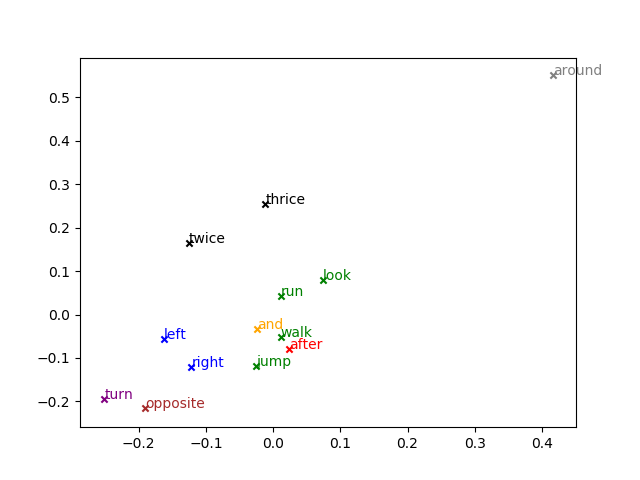 around
0.5
0.4
0.3
thrice
0.2
twice
0.1
look
run
0.0
and
left
walk
after
−0.1
right
jump
turn
−0.2
opposite
−0.2
−0.1
0.0
0.1
0.2
0.3
0.4